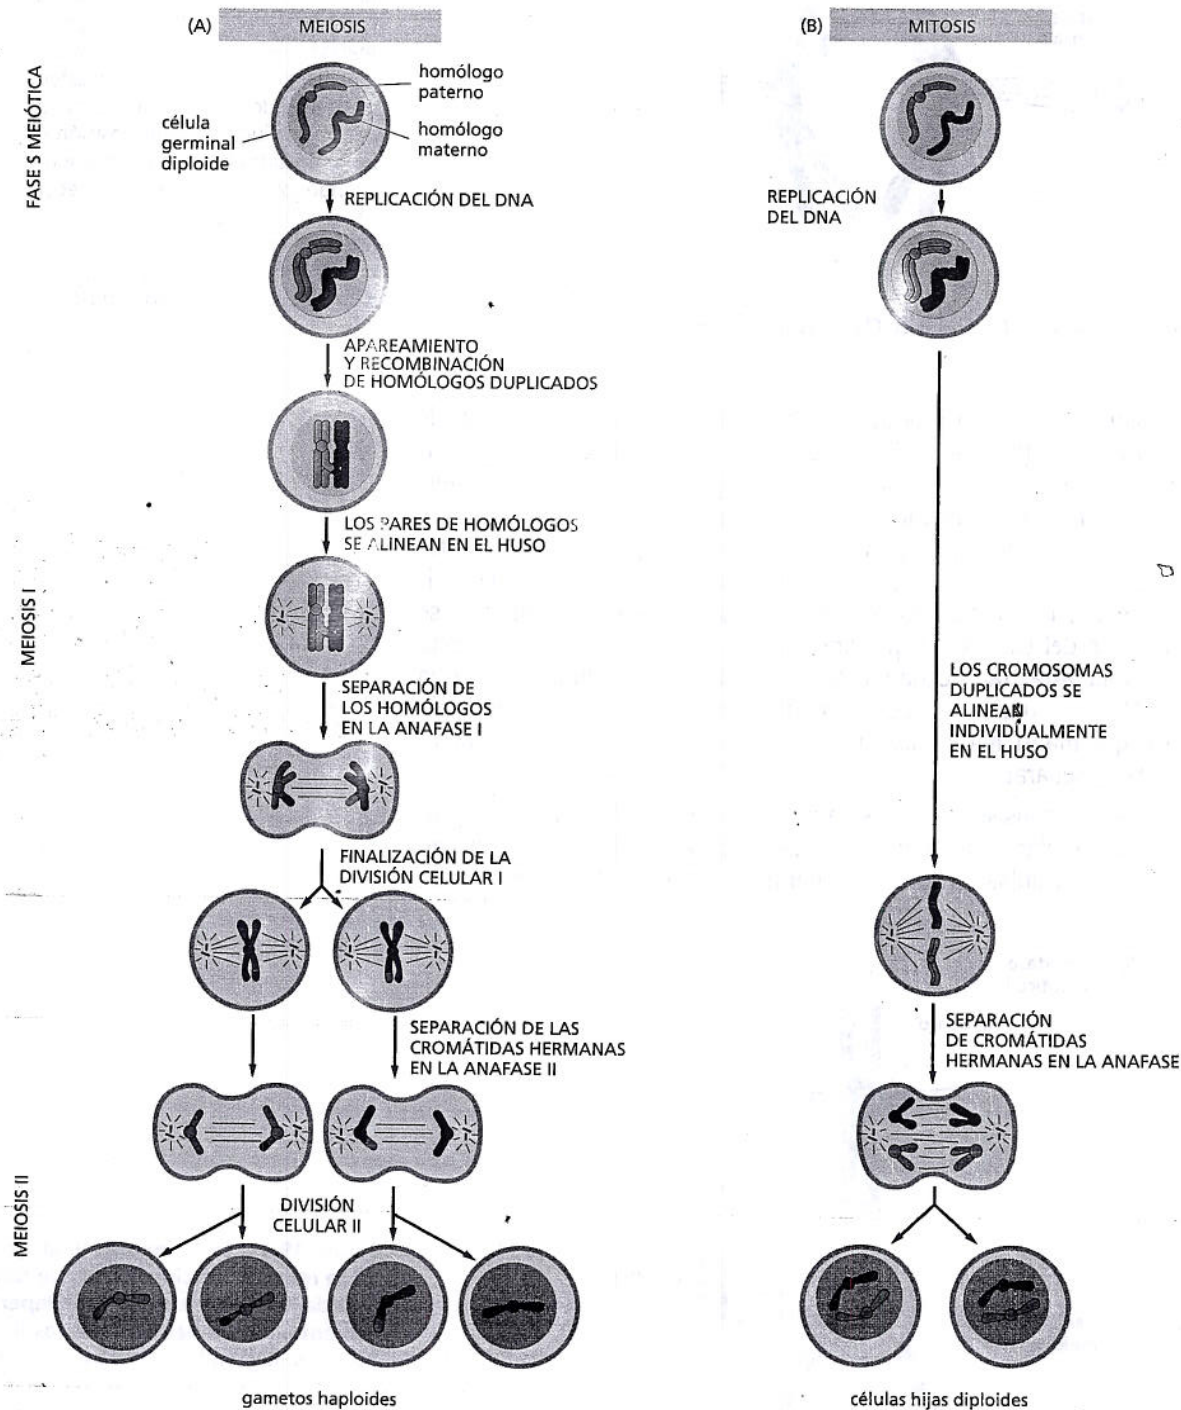 (A) MEIOSIS
FASE S MEIÓTICA
homólogo
paterno
célula
germinal
diploide
homólogo
materno
REPLICACIÓN DEL DNA
APAREAMIENTO
Y RECOMBINACIÓN
DE HOMÓLOGOS DUPLICADOS
MEIOSIS I
LOS PARES DE HOMÓLOGOS
SE ALINEAN EN EL HUSO
SEPARACIÓN DE
LOS HOMÓLOGOS
EN LA ANAFASE I
FINALIZACIÓN DE LA
DIVISIÓN CELULAR I
SEPARACIÓN DE LAS
CROMÁTIDAS HERMANAS
EN LA ANAFASE II
MEIOSIS II
DIVISIÓN
CELULAR II
gametos haploides
(B) MITOSIS
REPLICACIÓN
DEL DNA
LOS CROMOSOMAS
DUPLICADOS SE
ALINEAN
INDIVIDUALMENTE
EN EL HUSO
SEPARACIÓN
DE CROMÁTIDAS
HERMANAS EN LA ANAFASE
células hijas diploides